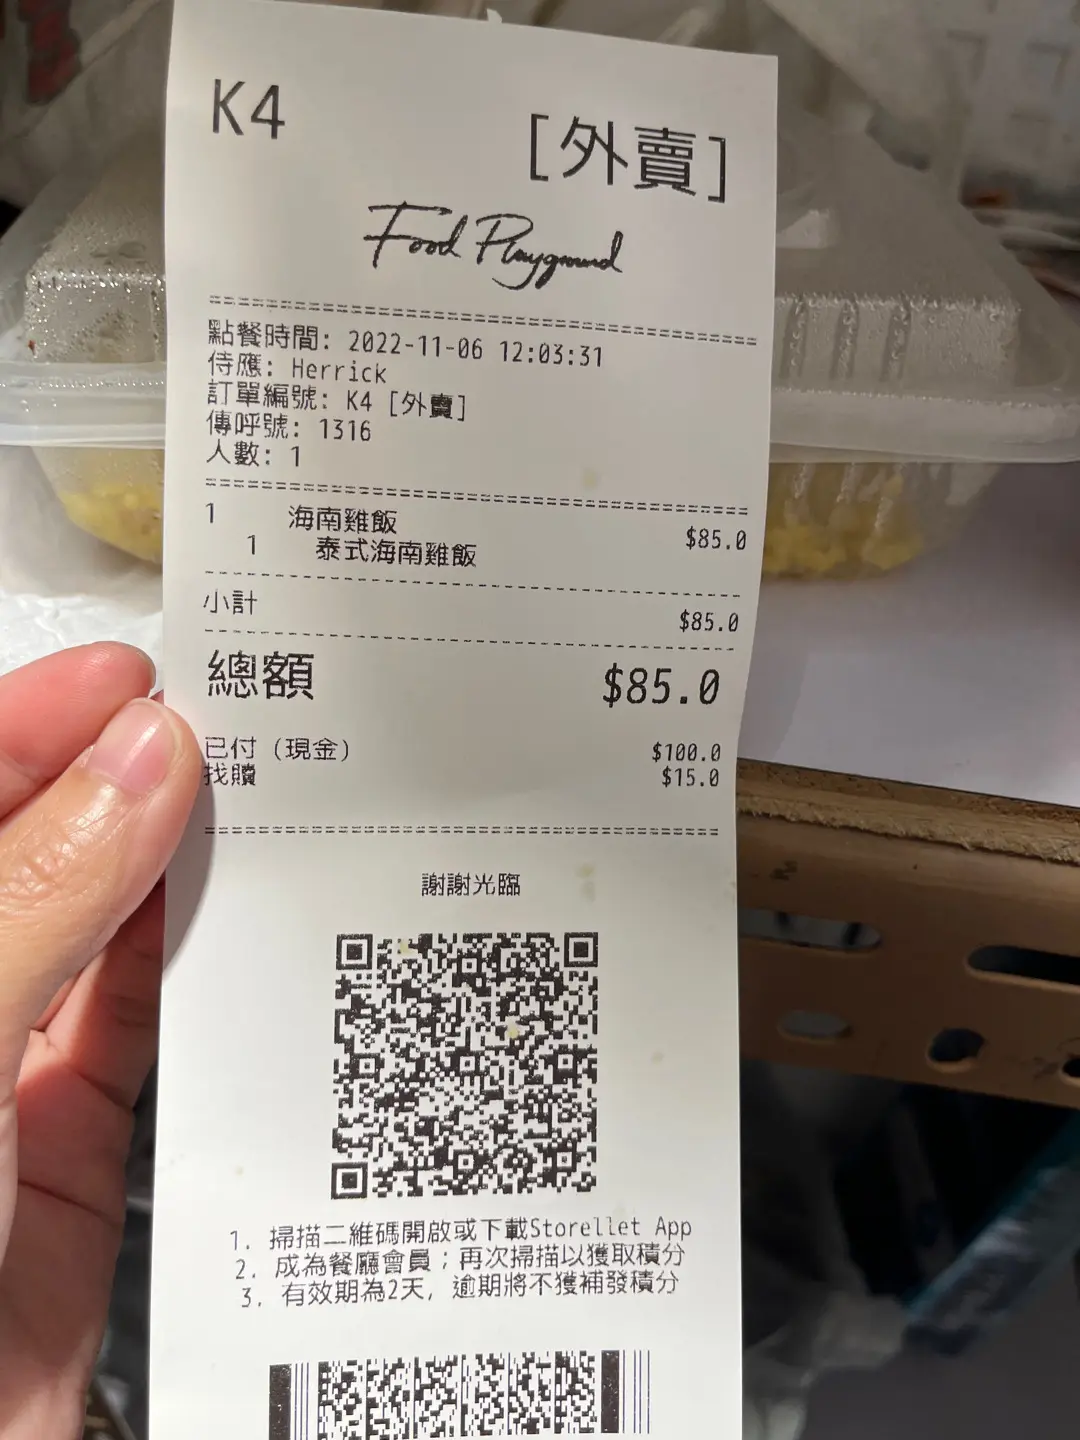 K4
[外賣]
Food Playground
點餐時間: 2022-11-06 12:03:31
侍應: Herrick
訂單編號: K4 [外賣]
傳呼號: 1316
人數: 1
1 海南雞飯 $85.0
1 泰式海南雞飯
小計 $85.0
總額 $85.0
已付 (現金) $100.0
找贖 $15.0
謝謝光臨
1. 掃描二維碼開啟或下載Storellet App
2. 成為餐廳會員；再次掃描以獲取積分
3. 有效期為2天, 逾期將不獲補發積分